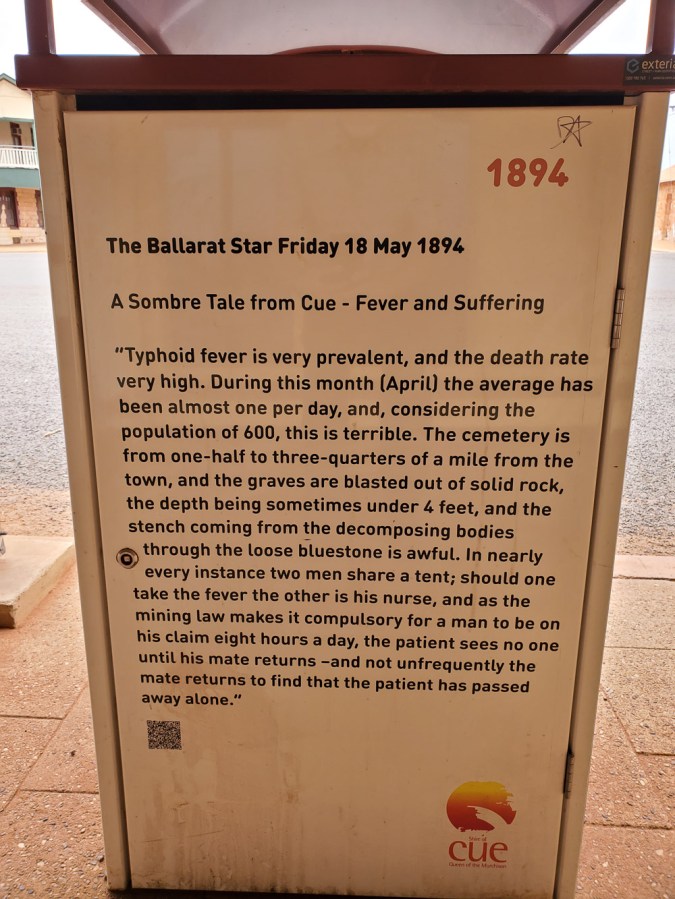 exteria
1894
The Ballarat Star Friday 18 May 1894
A Sombre Tale from Cue - Fever and Suffering
"Typhoid fever is very prevalent, and the death rate
very high. During this month (April) the average has
been almost one per day, and, considering the
population of 600, this is terrible. The cemetery is
from one-half to three-quarters of a mile from the
town, and the graves are blasted out of solid rock,
the depth being sometimes under 4 feet, and the
stench coming from the decomposing bodies
through the loose bluestone is awful. In nearly
every instance two men share a tent; should one
take the fever the other is his nurse, and as the
mining law makes it compulsory for a man to be on
his claim eight hours a day, the patient sees no one
until his mate returns –and not unfrequently the
mate returns to find that the patient has passed
away alone."
Shire of
cue
Queen of the Murchison